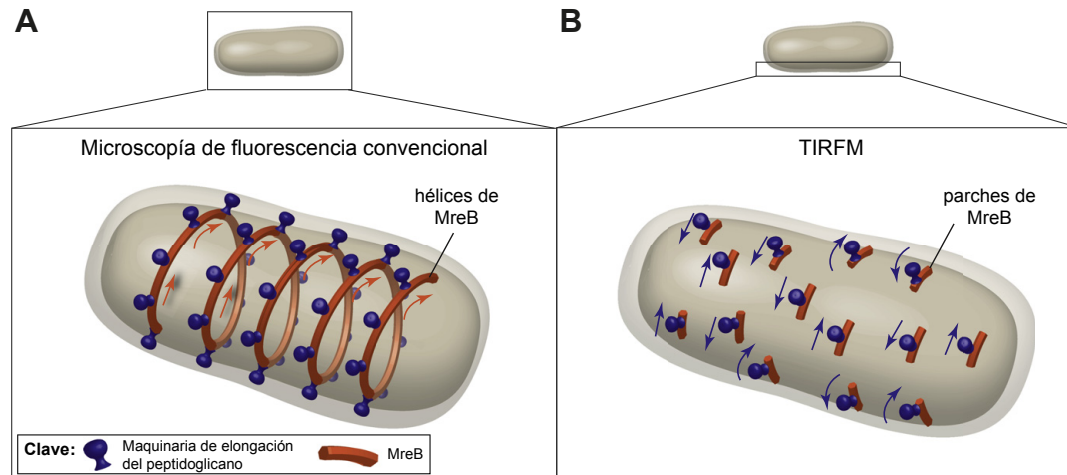 A
B
Microscopía de fluorescencia convencional
TIRFM
hélices de
MreB
parches de
MreB
Clave:
Maquinaria de elongación
del peptidoglicano
MreB